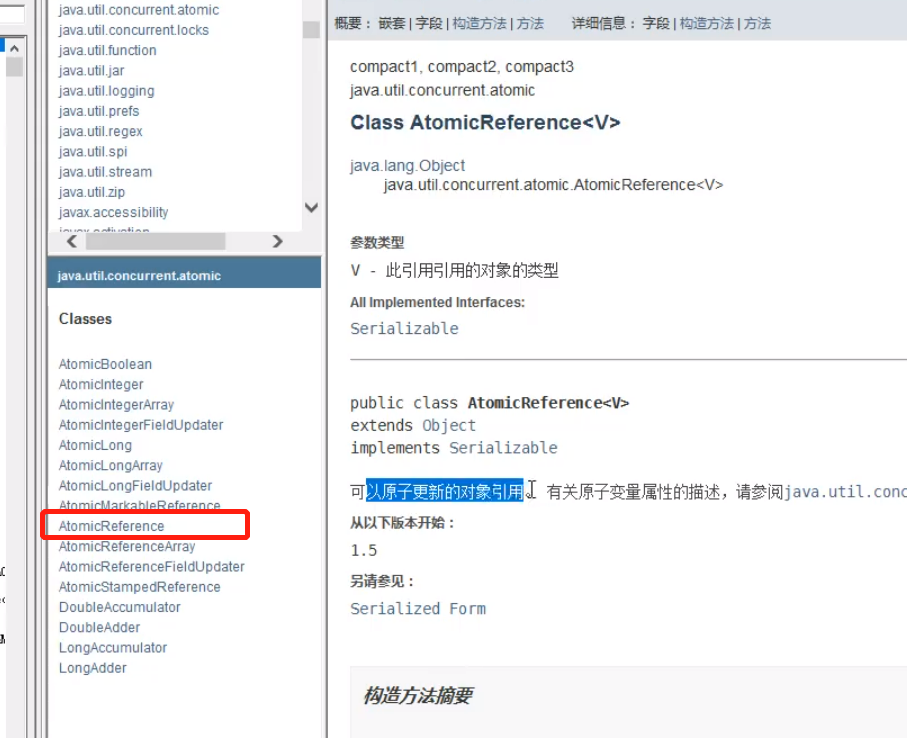 java.util.concurrent.atomic
java.util.concurrent.locks
java.util.function
java.util.jar
java.util.logging
java.util.prefs
java.util.regex
java.util.spi
java.util.stream
java.util.zip
javax.accessibility
javax.activation
java.util.concurrent.atomic
Classes
AtomicBoolean
AtomicInteger
AtomicIntegerArray
AtomicIntegerFieldUpdater
AtomicLong
AtomicLongArray
AtomicLongFieldUpdater
AtomicMarkableReference
AtomicReference
AtomicReferenceArray
AtomicReferenceFieldUpdater
AtomicStampedReference
DoubleAccumulator
DoubleAdder
LongAccumulator
LongAdder
概要： 嵌套 | 字段 | 构造方法 | 方法 详细信息： 字段 | 构造方法 | 方法
compact1, compact2, compact3
java.util.concurrent.atomic
Class AtomicReference<V>
java.lang.Object
java.util.concurrent.atomic.AtomicReference<V>
参数类型
V - 此引用引用的对象的类型
All Implemented Interfaces:
Serializable
public class AtomicReference<V>
extends Object
implements Serializable
可以原子更新的对象引用。 有关原子变量属性的描述，请参阅java.util.conc
从以下版本开始：
1.5
另请参见：
Serialized Form
构造方法摘要